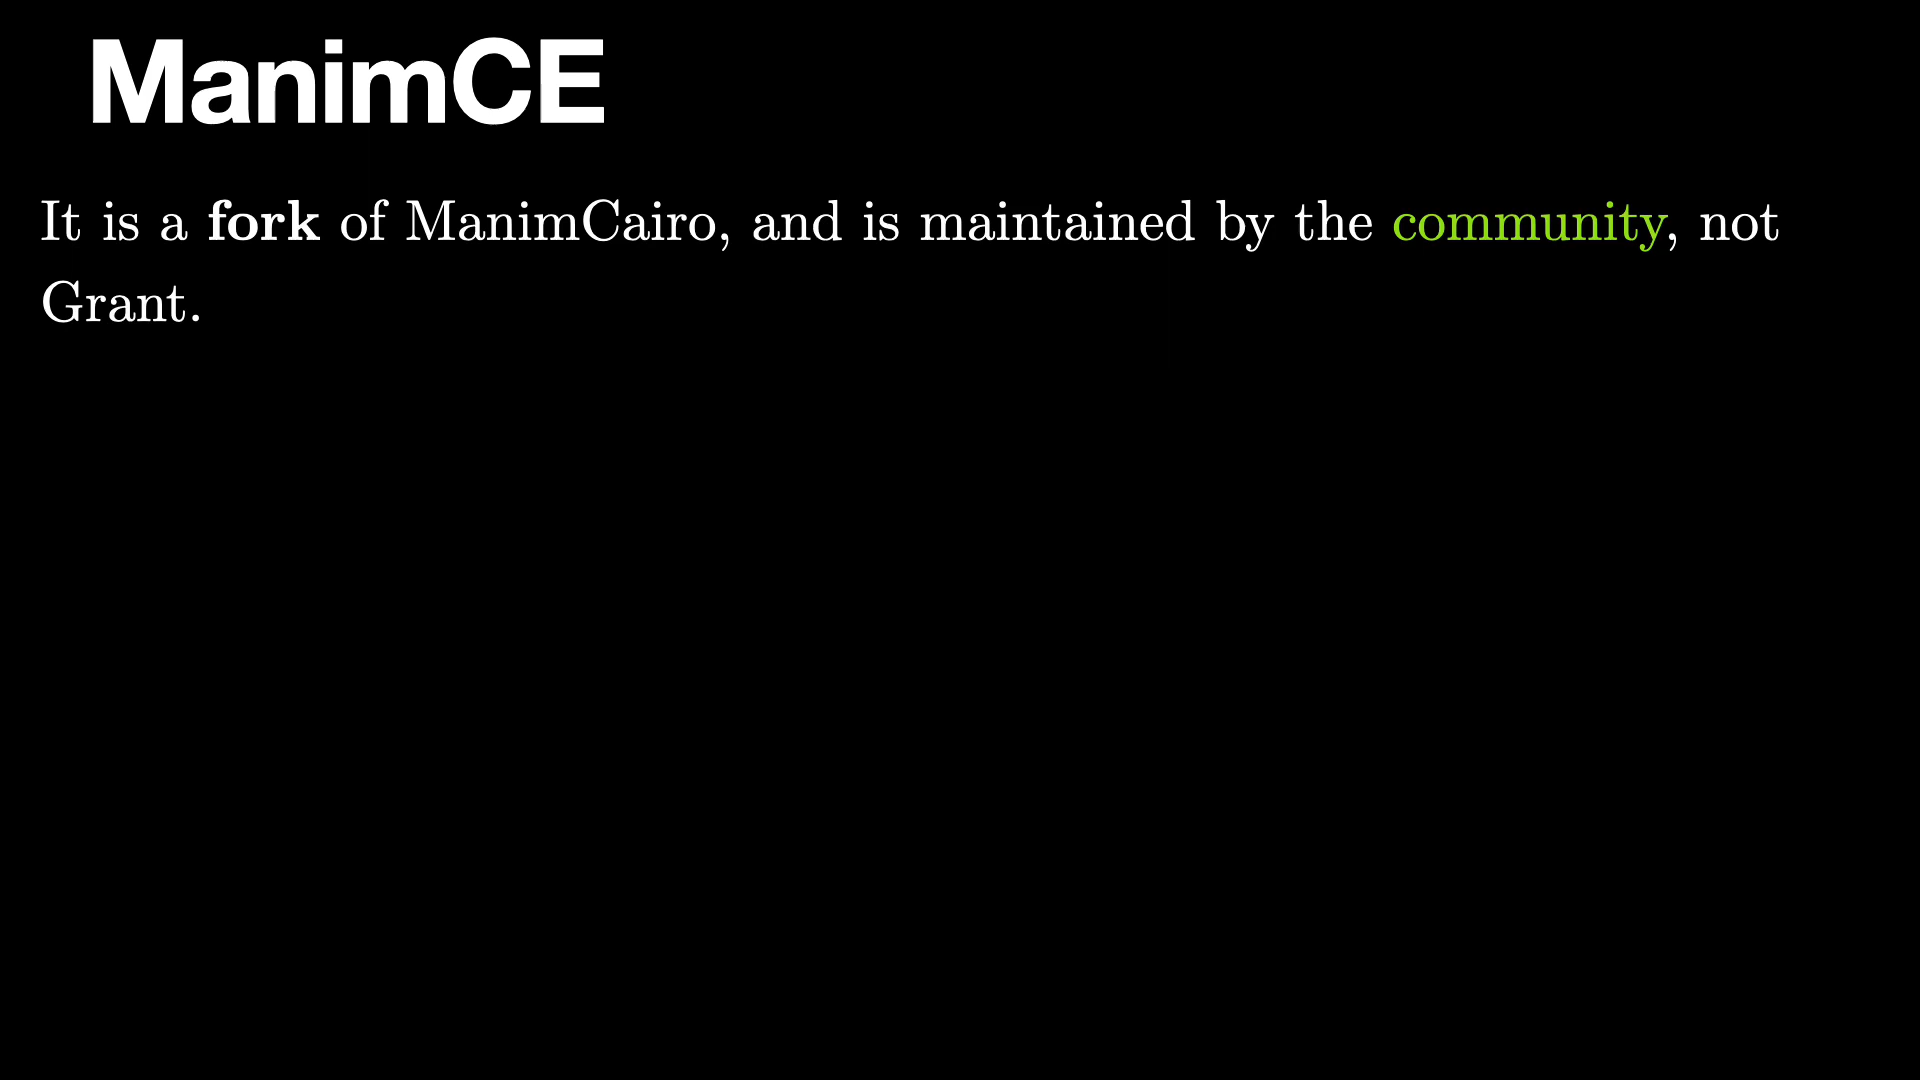 ManimCE
It is a fork of ManimCairo, and is maintained by the community, not
Grant.